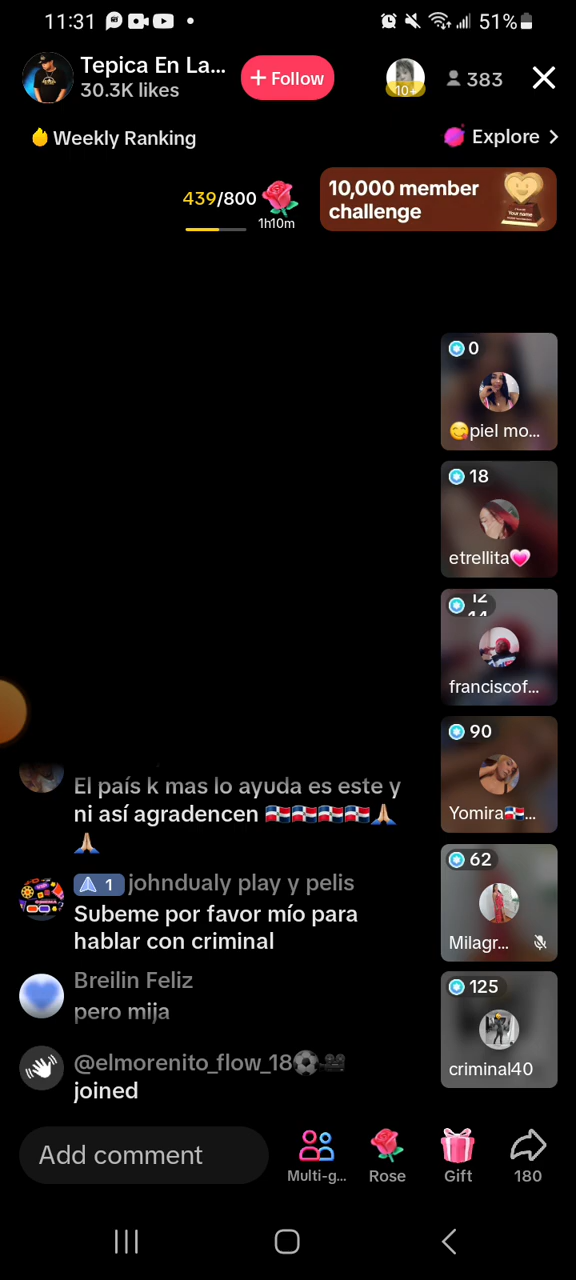 11:31
51%
Tepica En La...
30.3K likes
+ Follow
10+
383
Weekly Ranking
Explore
439/800
1h10m
10,000 member
challenge
0
😋piel mo...
18
etrellita💗
12
franciscof...
90
Yomira🇩🇴...
62
Milagr...
125
criminal40
El país k mas lo ayuda es este y
ni así agradencen 🇩🇴🇩🇴🇩🇴🇩🇴🙏🏼
🙏🏼
1 johndualy play y pelis
Subeme por favor mío para
hablar con criminal
Breilin Feliz
pero mija
@elmorenito_flow_18⚽🎥
joined
Add comment
Multi-g...
Rose
Gift
180